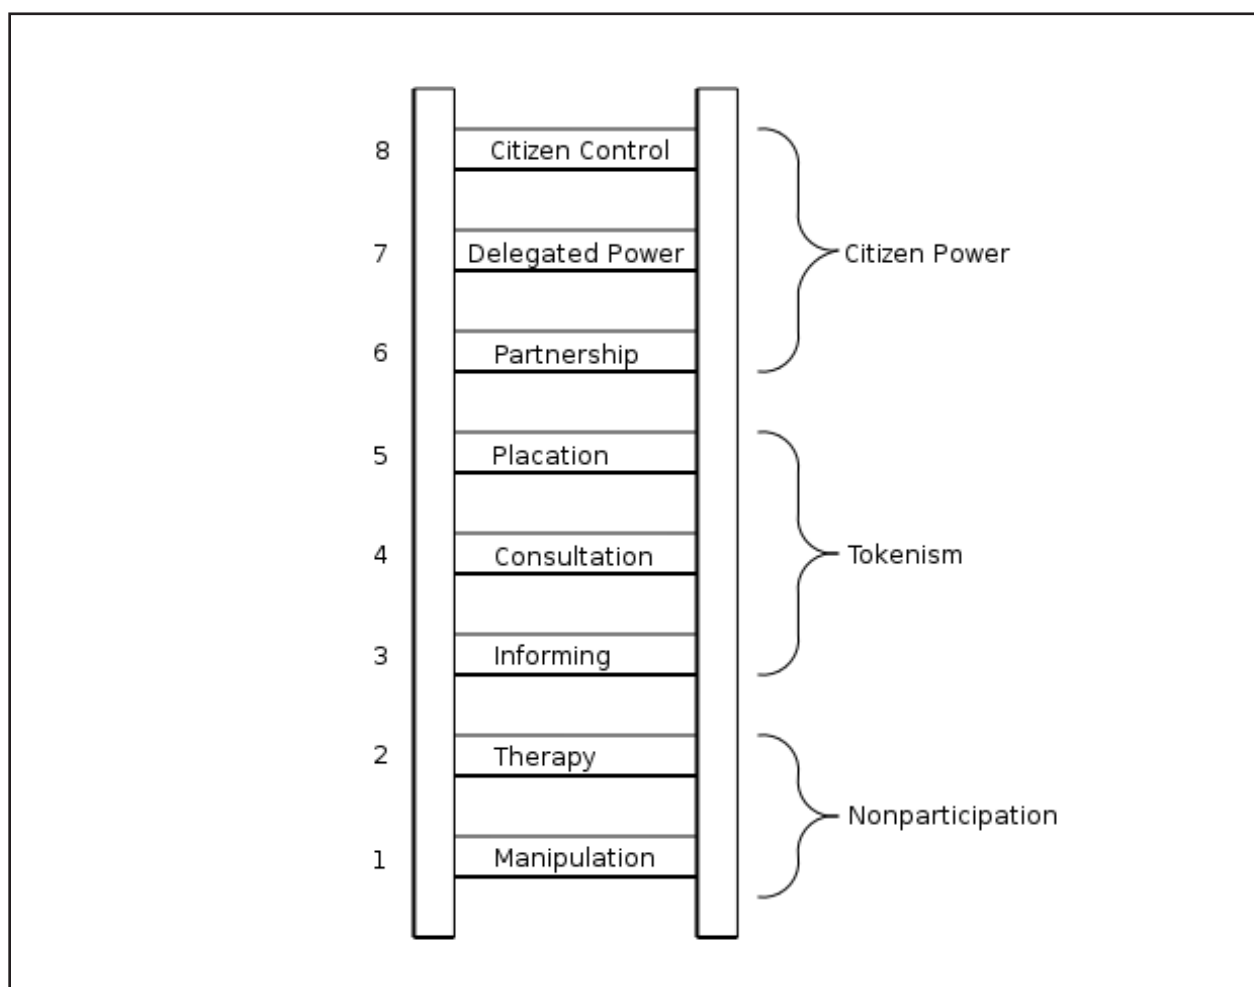 8 Citizen Control
7 Delegated Power Citizen Power
6 Partnership
5 Placation
4 Consultation Tokenism
3 Informing
2 Therapy
Nonparticipation
1 Manipulation